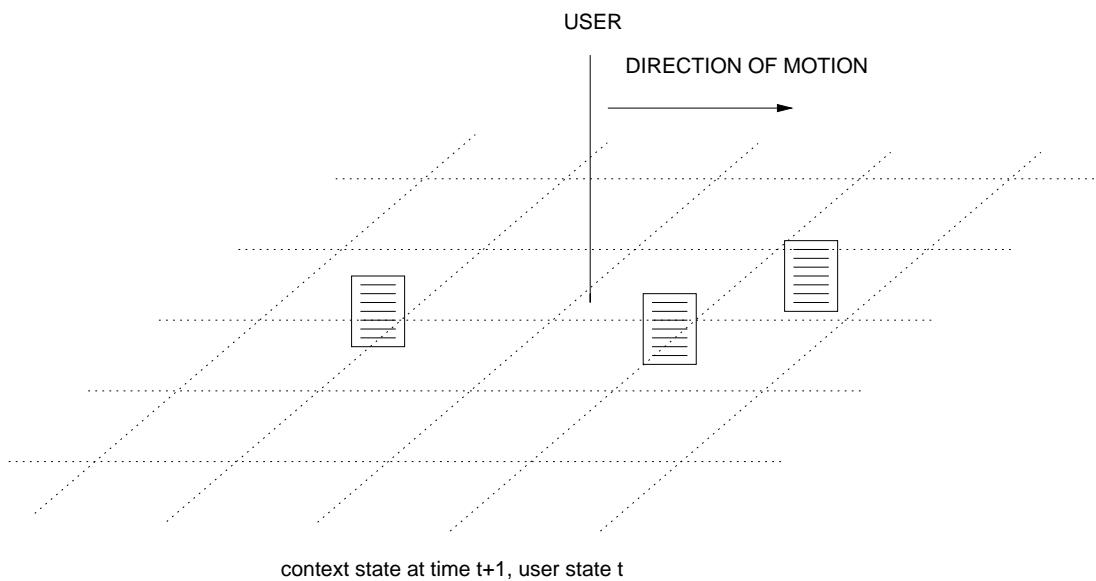 USER
DIRECTION OF MOTION
context state at time t+1, user state t